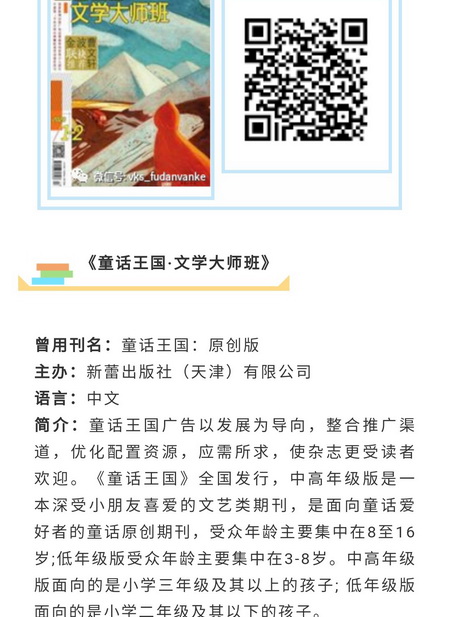 文学大师班
金波
曹文轩
联袂推荐
1-2
微信号: vks_fudanvanke
《童话王国·文学大师班》
曾用刊名：童话王国：原创版
主办：新蕾出版社（天津）有限公司
语言：中文
简介：童话王国广告以发展为导向，整合推广渠
道，优化配置资源，应需所求，使杂志更受读者
欢迎。《童话王国》全国发行，中高年级版是一
本深受小朋友喜爱的文艺类期刊，是面向童话爱
好者的童话原创期刊，受众年龄主要集中在8至16
岁;低年级版受众年龄主要集中在3-8岁。中高年级
版面向的是小学三年级及其以上的孩子; 低年级版
面向的是小学二年级及其以下的孩子。